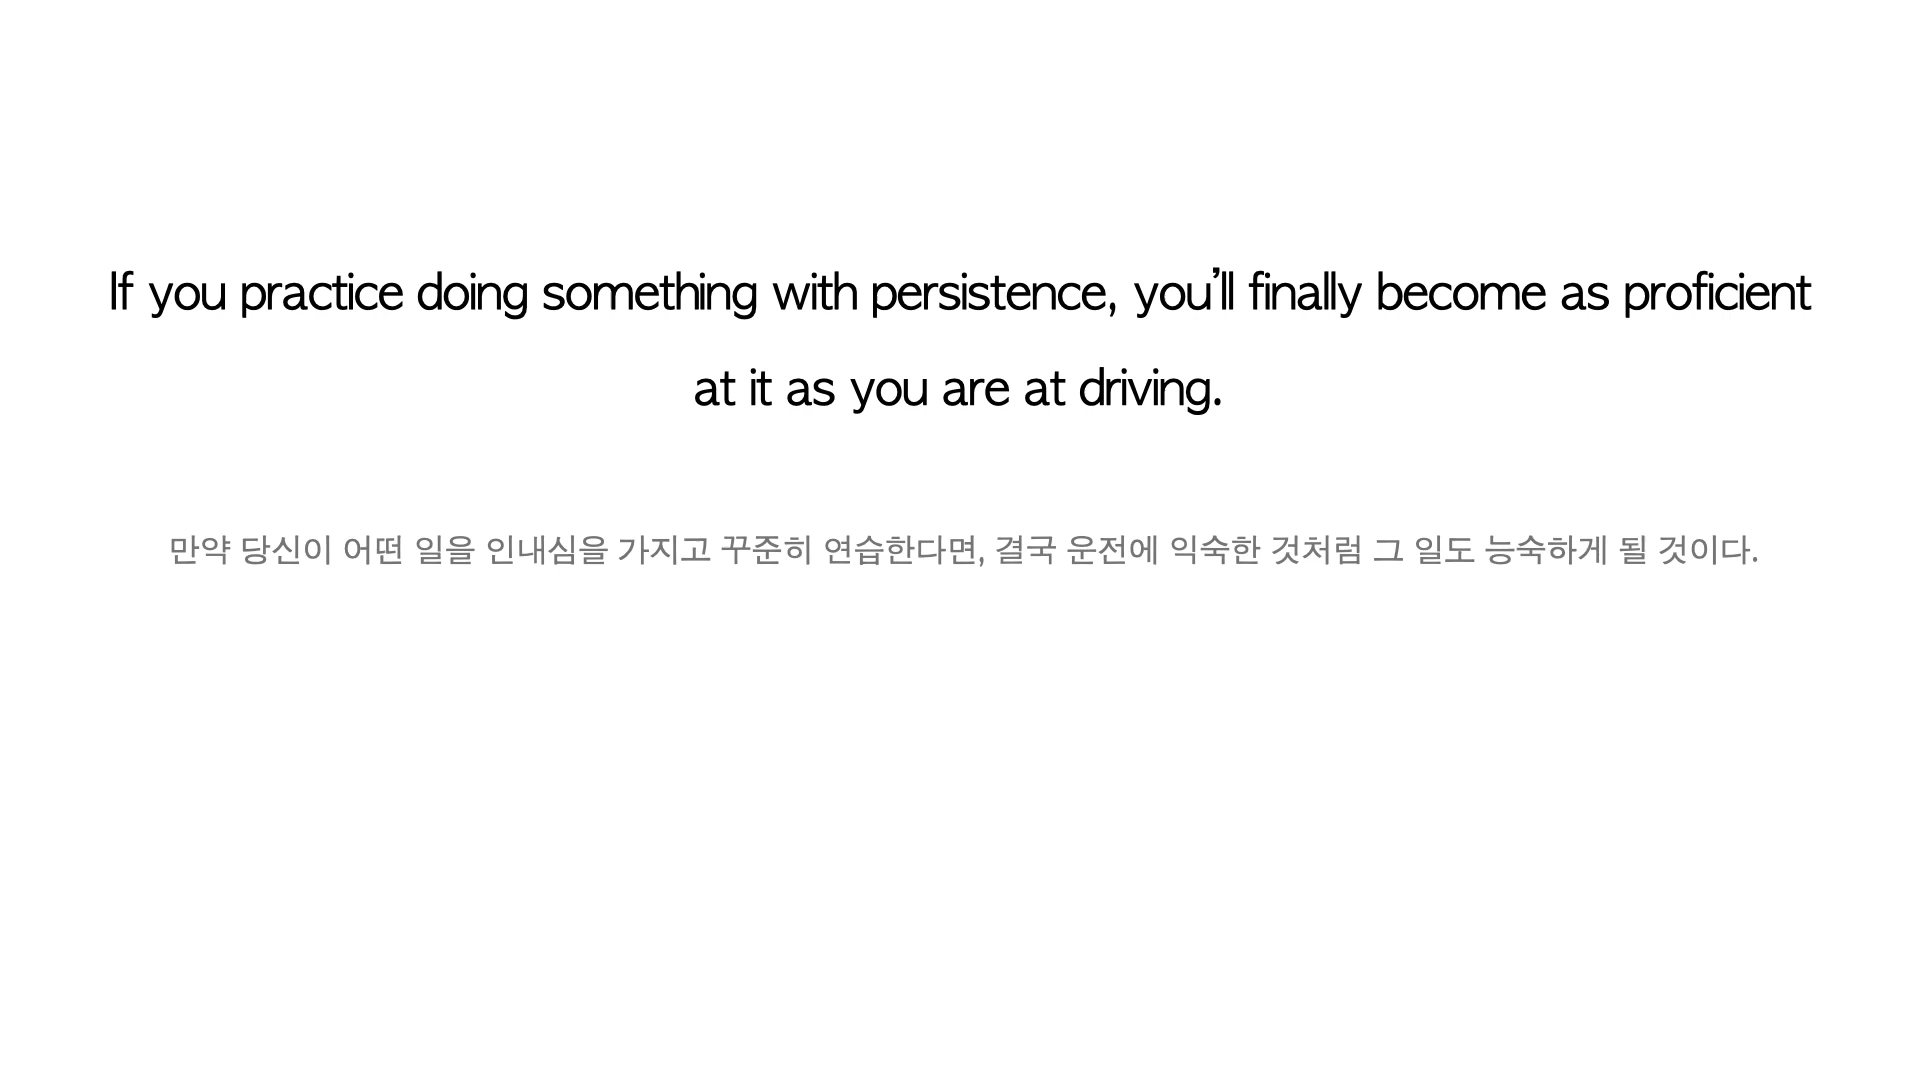 If you practice doing something with persistence, you’ll finally become as proficient
at it as you are at driving.
만약 당신이 어떤 일을 인내심을 가지고 꾸준히 연습한다면, 결국 운전에 익숙한 것처럼 그 일도 능숙하게 될 것이다.